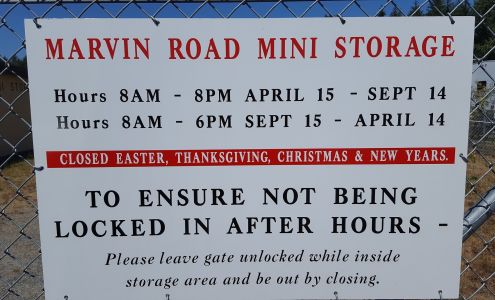 MARVIN ROAD MINI STORAGE
Hours 8AM - 8PM APRIL 15 - SEPT 14
Hours 8AM - 6PM SEPT 15 - APRIL 14
CLOSED EASTER, THANKSGIVING, CHRISTMAS & NEW YEARS.
TO ENSURE NOT BEING
LOCKED IN AFTER HOURS -
Please leave gate unlocked while inside
storage area and be out by closing.